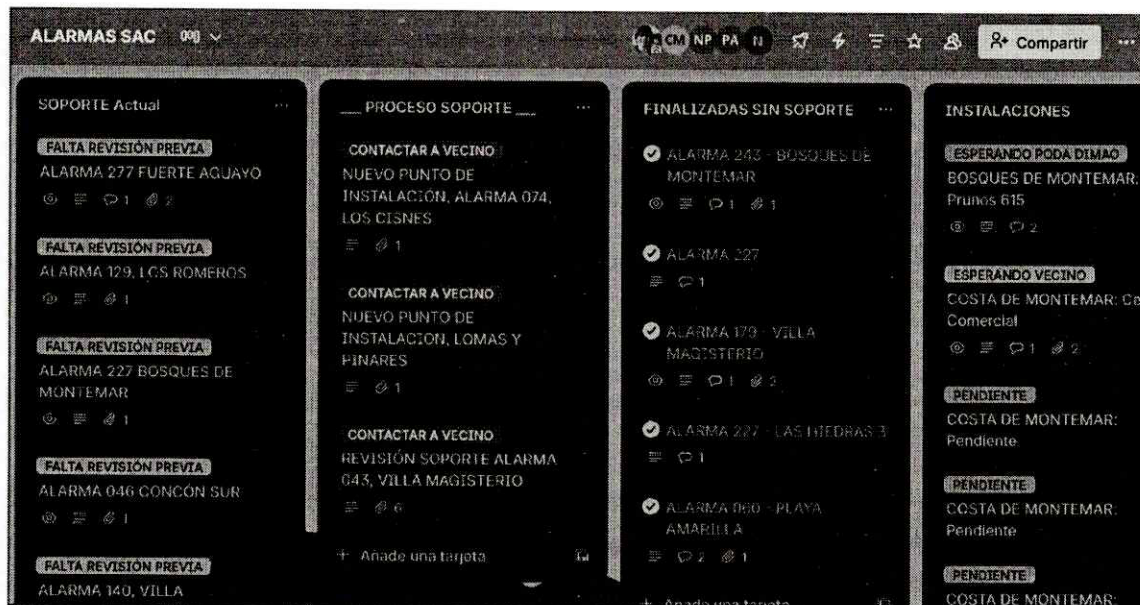 ALARMAS SAC
CM NP PA N
Compartir
SOPORTE Actual
FALTA REVISIÓN PREVIA
ALARMA 277 FUERTE AGUAYO
1 2
FALTA REVISIÓN PREVIA
ALARMA 129, LOS ROMEROS
1
FALTA REVISIÓN PREVIA
ALARMA 227 BOSQUES DE
MONTEMAR
1
FALTA REVISIÓN PREVIA
ALARMA 046 CONCÓN SUR
1
FALTA REVISIÓN PREVIA
ALARMA 140, VILLA
___ PROCESO SOPORTE ___
CONTACTAR A VECINO
NUEVO PUNTO DE
INSTALACIÓN, ALARMA 074,
LOS CISNES
1
CONTACTAR A VECINO
NUEVO PUNTO DE
INSTALACION, LOMAS Y
PINARES
1
CONTACTAR A VECINO
REVISIÓN SOPORTE ALARMA
043, VILLA MAGISTERIO
6
+ Añade una tarjeta
FINALIZADAS SIN SOPORTE
ALARMA 243 - BOSQUES DE
MONTEMAR
1 1
ALARMA 227
1
ALARMA 179 - VILLA
MAGISTERIO
1 2
ALARMA 227 - LAS HIEDRAS 3
1
ALARMA 060 - PLAYA
AMARILLA
2 1
+ Añade una tarjeta
INSTALACIONES
ESPERANDO PODA DIMAO
BOSQUES DE MONTEMAR:
Prunos 615
2
ESPERANDO VECINO
COSTA DE MONTEMAR:
Comercial
1 2
PENDIENTE
COSTA DE MONTEMAR:
Pendiente
PENDIENTE
COSTA DE MONTEMAR:
Pendiente
PENDIENTE
COSTA DE MONTEMAR: